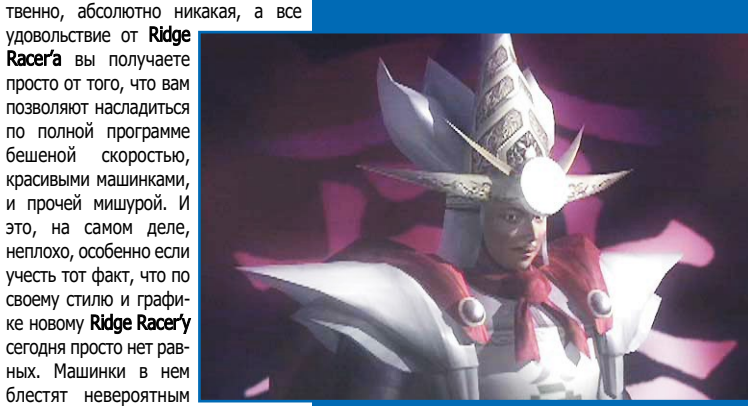 твенно, абсолютно никакая, а все
удовольствие от Ridge
Racer'а вы получаете
просто от того, что вам
позволяют насладиться
по полной программе
бешеной скоростью,
красивыми машинками,
и прочей мишурой. И
это, на самом деле,
неплохо, особенно если
учесть тот факт, что по
своему стилю и графи-
ке новому Ridge Racer'у
сегодня просто нет рав-
ных. Машинки в нем
блестят невероятным